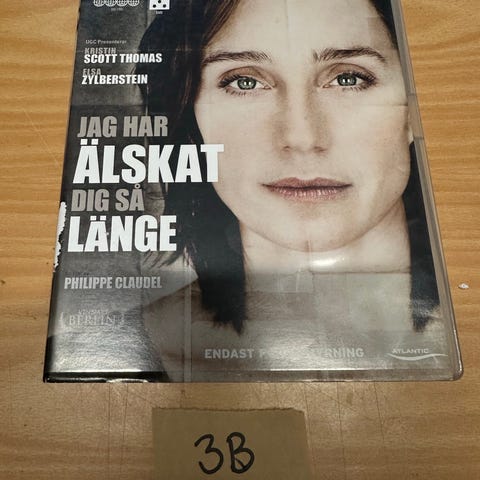 UGC Presenterar
KRISTIN
SCOTT THOMAS
ELSA
ZYLBERSTEIN
JAG HAR
ÄLSKAT
DIG SÅ
LÄNGE
PHILIPPE CLAUDEL
BERLIN
ENDAST
ATLANTIC
3B